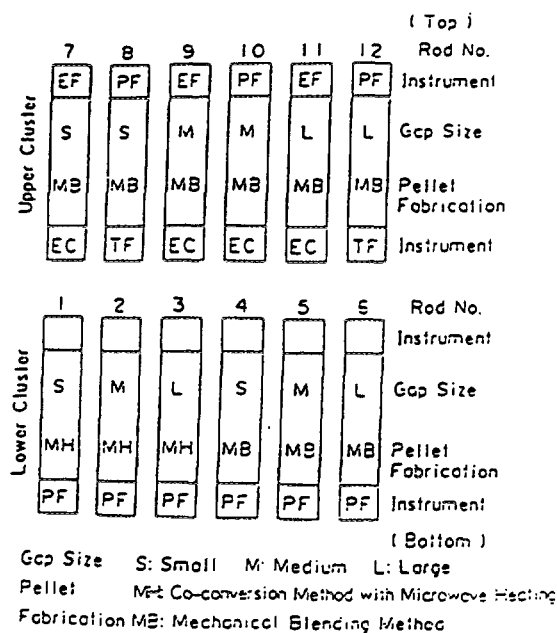 ( Top )
7 8 9 10 11 12 Rod No.
EF PF EF PF EF PF Instrument
S S M M L L Gap Size
MB MB MB MB MB MB Pellet
Fabrication
EC TF EC EC EC TF Instrument
Upper Cluster
1 2 3 4 5 6 Rod No.
Instrument
S M L S M L Gap Size
MH MH MH MB MB MB Pellet
Fabrication
PF PF PF PF PF PF Instrument
Lower Cluster
( Bottom )
Gap Size S: Small M: Medium L: Large
Pellet MH: Co-conversion Method with Microwave Heating
Fabrication MB: Mechanical Blending Method